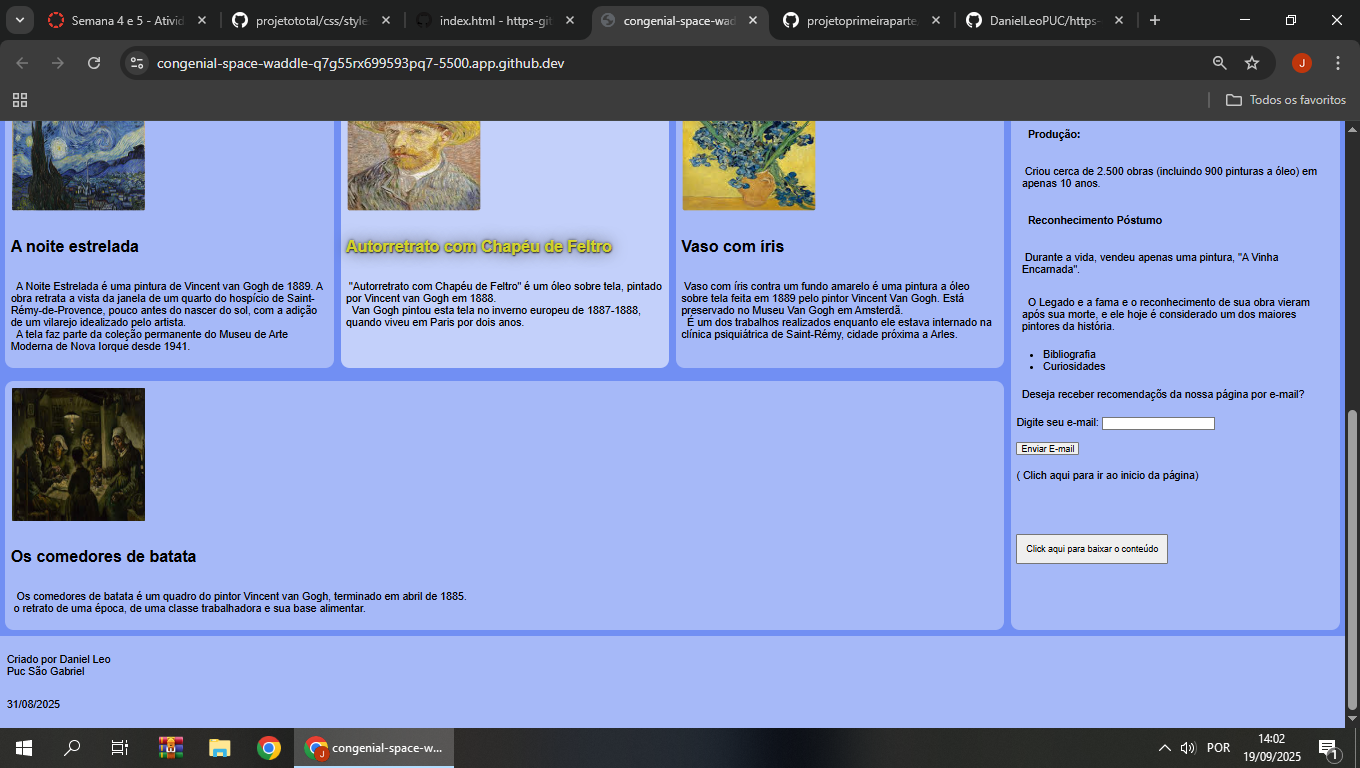 Semana 4 e 5 - Ativid
projetototal/css/style
index.html - https-git
congenial-space-wad
projetoprimeiraparte
DanielLeoPUC/https-
congenial-space-waddle-q7g55rx699593pq7-5500.app.github.dev
J
Todos os favoritos
A noite estrelada
A Noite Estrelada é uma pintura de Vincent van Gogh de 1889. A
obra retrata a vista da janela de um quarto do hospício de Saint-
Rémy-de-Provence, pouco antes do nascer do sol, com a adição
de um vilarejo idealizado pelo artista.
A tela faz parte da coleção permanente do Museu de Arte
Moderna de Nova Iorque desde 1941.
Autorretrato com Chapéu de Feltro
"Autorretrato com Chapéu de Feltro" é um óleo sobre tela, pintado
por Vincent van Gogh em 1888.
Van Gogh pintou esta tela no inverno europeu de 1887-1888,
quando viveu em Paris por dois anos.
Vaso com íris
Vaso com íris contra um fundo amarelo é uma pintura a óleo
sobre tela feita em 1889 pelo pintor Vincent Van Gogh. Está
preservado no Museu Van Gogh em Amsterdã.
É um dos trabalhos realizados enquanto ele estava internado na
clínica psiquiátrica de Saint-Rémy, cidade próxima a Arles.
Os comedores de batata
Os comedores de batata é um quadro do pintor Vincent van Gogh, terminado em abril de 1885.
o retrato de uma época, de uma classe trabalhadora e sua base alimentar.
Produção:
Criou cerca de 2.500 obras (incluindo 900 pinturas a óleo) em
apenas 10 anos.
Reconhecimento Póstumo
Durante a vida, vendeu apenas uma pintura, "A Vinha
Encarnada".
O Legado e a fama e o reconhecimento de sua obra vieram
após sua morte, e ele hoje é considerado um dos maiores
pintores da história.
• Bibliografia
• Curiosidades
Deseja receber recomendaçõs da nossa página por e-mail?
Digite seu e-mail:
Enviar E-mail
( Clich aqui para ir ao inicio da página)
Click aqui para baixar o conteúdo
Criado por Daniel Leo
Puc São Gabriel
31/08/2025
congenial-space-w...
POR
14:02
19/09/2025
1